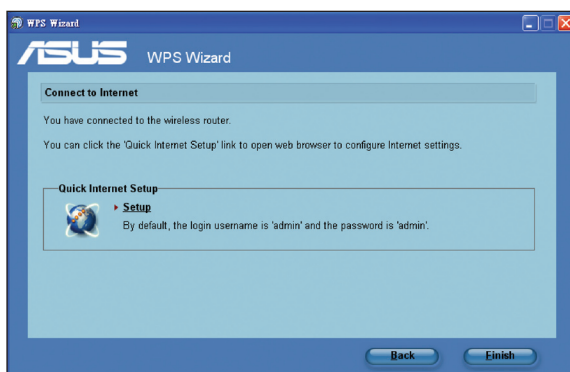 WPS Wizard
ASUS WPS Wizard
Connect to Internet
You have connected to the wireless router.
You can click the 'Quick Internet Setup' link to open web browser to configure Internet settings.
Quick Internet Setup
Setup
By default, the login username is 'admin' and the password is 'admin'.
Back Finish